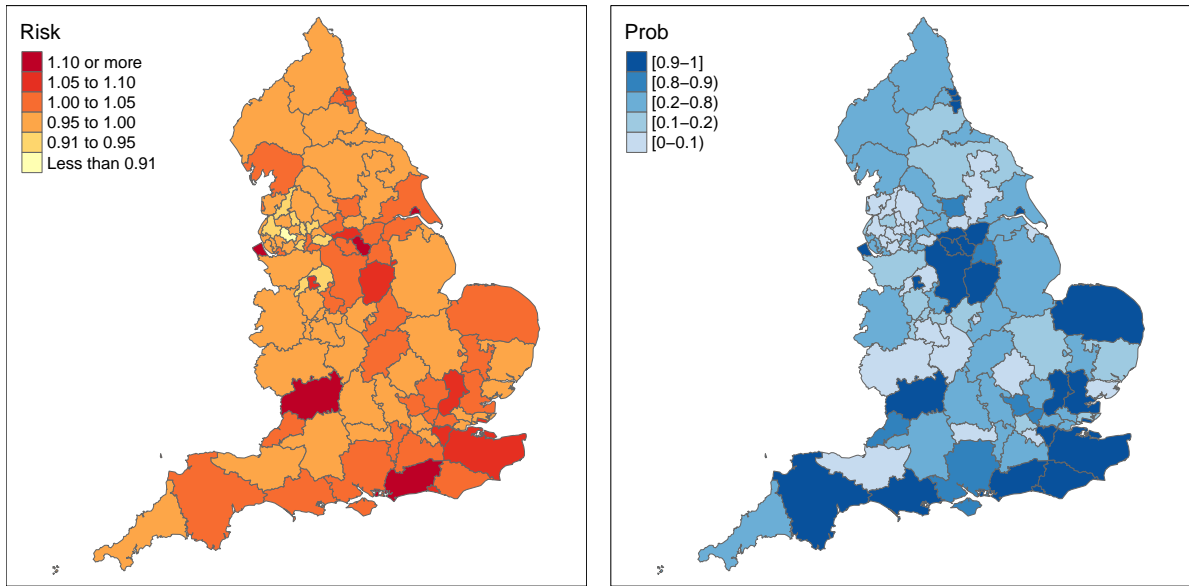 Risk
1.10 or more
1.05 to 1.10
1.00 to 1.05
0.95 to 1.00
0.91 to 0.95
Less than 0.91
Prob
[0.9–1]
[0.8–0.9)
[0.2–0.8)
[0.1–0.2)
[0–0.1)